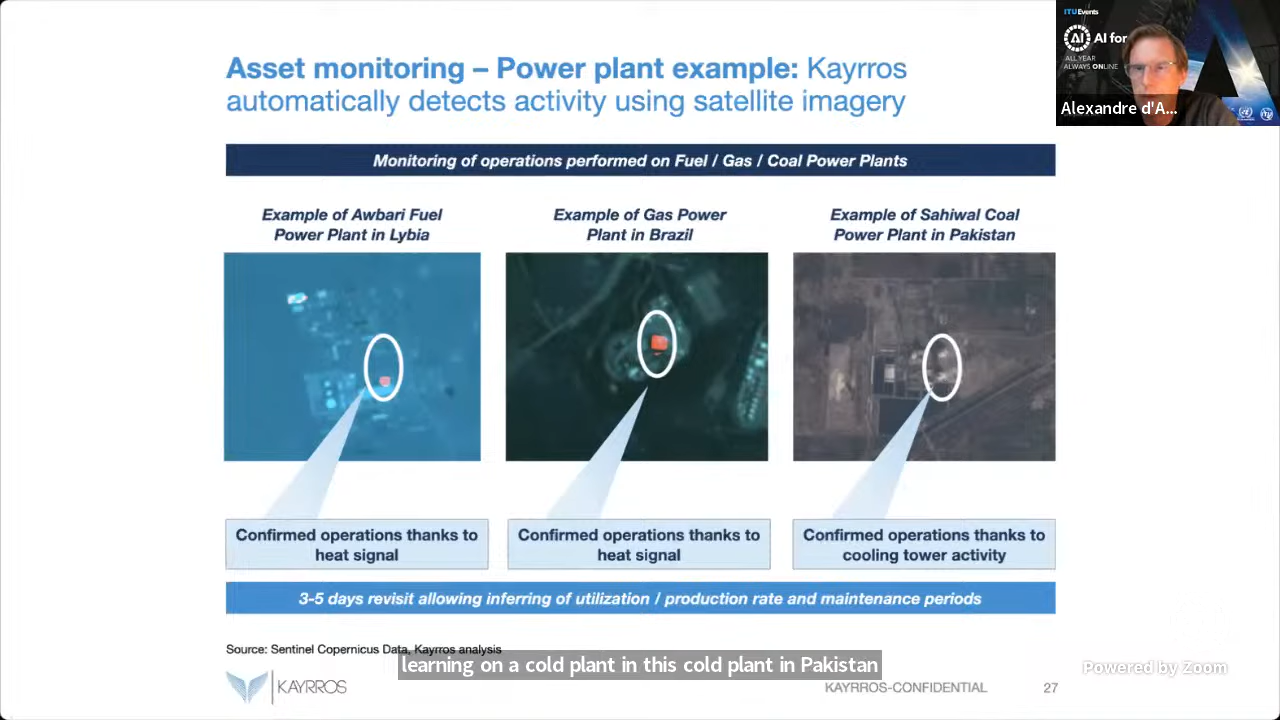 Asset monitoring – Power plant example: Kayrros
automatically detects activity using satellite imagery
ITUEvents
AI
AI for
ALL YEAR
ALWAYS ONLINE
Alexandre d'A...
Monitoring of operations performed on Fuel / Gas / Coal Power Plants
Example of Awbari Fuel
Power Plant in Lybia
Example of Gas Power
Plant in Brazil
Example of Sahiwal Coal
Power Plant in Pakistan
Confirmed operations thanks to
heat signal
Confirmed operations thanks to
heat signal
Confirmed operations thanks to
cooling tower activity
3-5 days revisit allowing inferring of utilization / production rate and maintenance periods
Source: Sentinel Copernicus Data, Kayrros analysis
learning on a cold plant in this cold plant in Pakistan
Powered by Zoom
KAYRROS
KAYRROS-CONFIDENTIAL
27